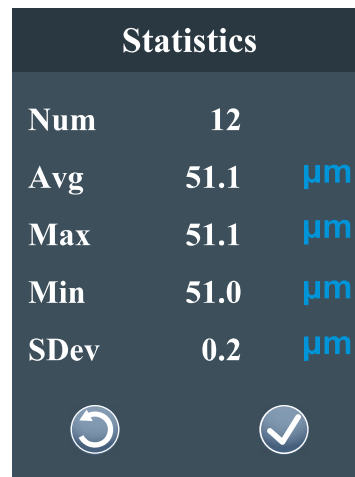 Statistics
Num 12
Avg 51.1 μm
Max 51.1 μm
Min 51.0 μm
SDev 0.2 μm